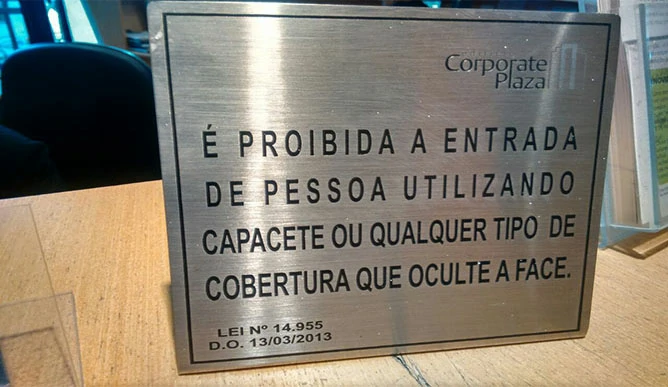 Corporate
Plaza
É PROIBIDA A ENTRADA
DE PESSOA UTILIZANDO
CAPACETE OU QUALQUER TIPO DE
COBERTURA QUE OCULTE A FACE.
LEI Nº 14.955
D.O. 13/03/2013